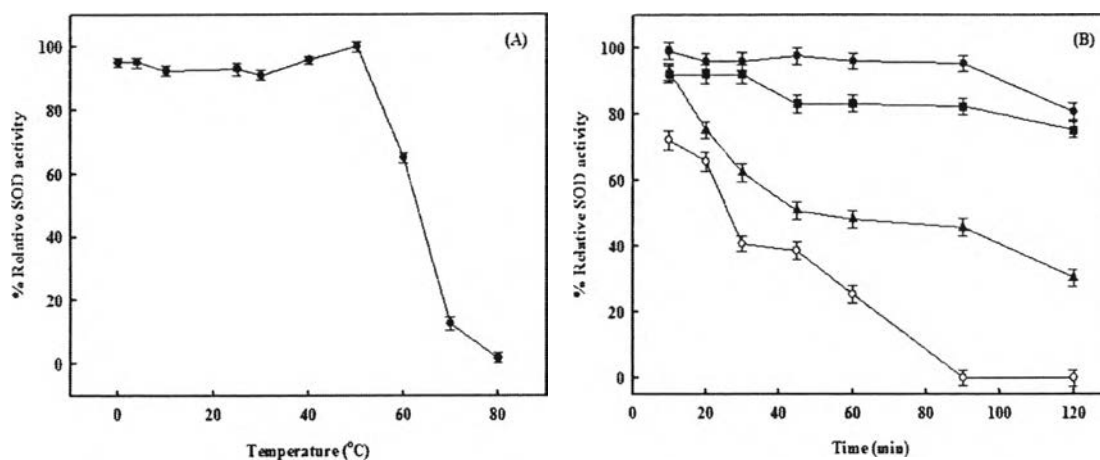 (A)
% Relative SOD activity
100
80
60
40
20
0
0 20 40 60 80
Temperature (°C)
(B)
% Relative SOD activity
100
80
60
40
20
0
0 20 40 60 80 100 120
Time (min)